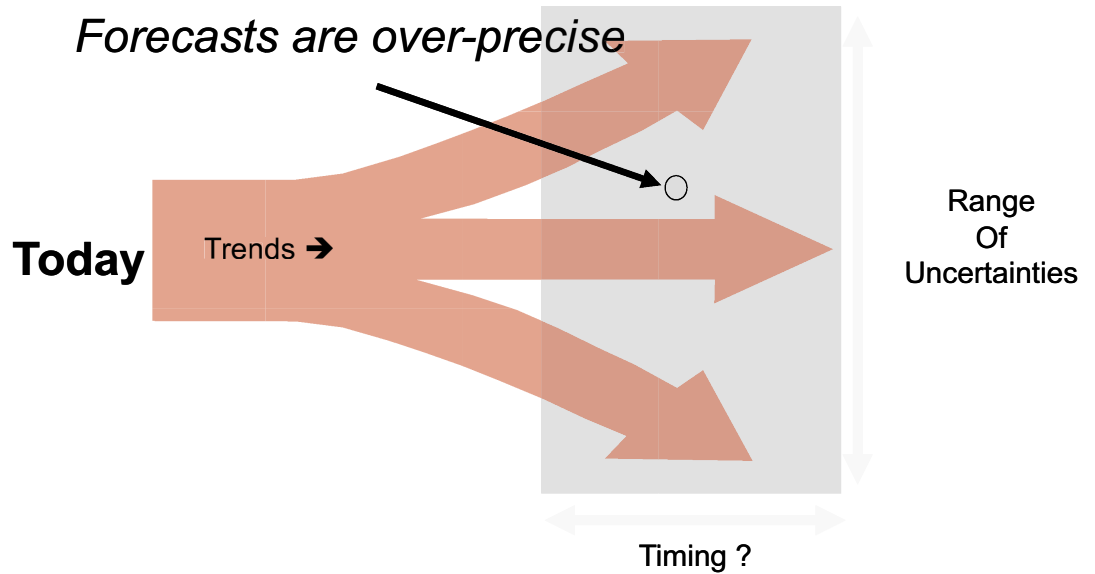 Forecasts are over-precise
Today
Trends ➔
Range
Of
Uncertainties
Timing ?